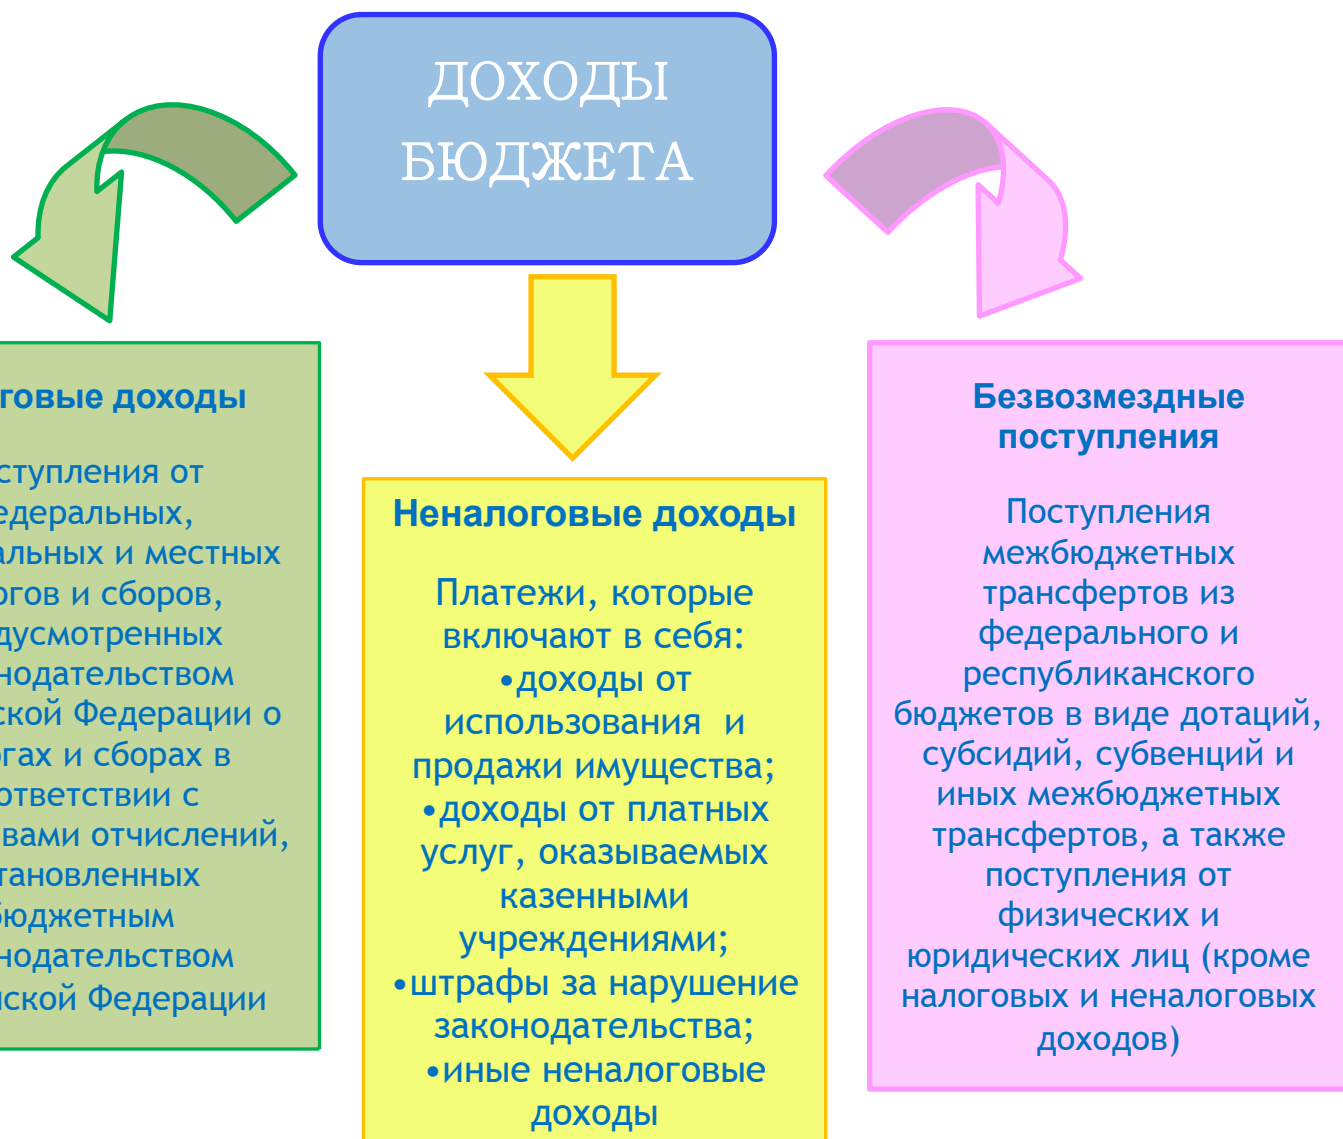 ДОХОДЫ
БЮДЖЕТА
говые доходы
ступления от
едеральных,
альных и местных
огов и сборов,
дусмотренных
нодательством
ской Федерации о
огах и сборах в
ответствии с
вами отчислений,
тановленных
бюджетным
нодательством
йской Федерации
Неналоговые доходы
Платежи, которые
включают в себя:
•доходы от
использования и
продажи имущества;
•доходы от платных
услуг, оказываемых
казенными
учреждениями;
•штрафы за нарушение
законодательства;
•иные неналоговые
доходы
Безвозмездные
поступления
Поступления
межбюджетных
трансфертов из
федерального и
республиканского
бюджетов в виде дотаций,
субсидий, субвенций и
иных межбюджетных
трансфертов, а также
поступления от
физических и
юридических лиц (кроме
налоговых и неналоговых
доходов)